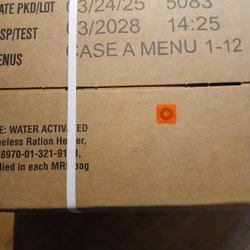 ATE PKD/LOT 03/24/25 5083
SP/TEST 03/2028 14:25
ENUS CASE A MENU 1-12
E: WATER ACTIVATED
meless Ration Heater,
8970-01-321-91
plied in each MRE bag